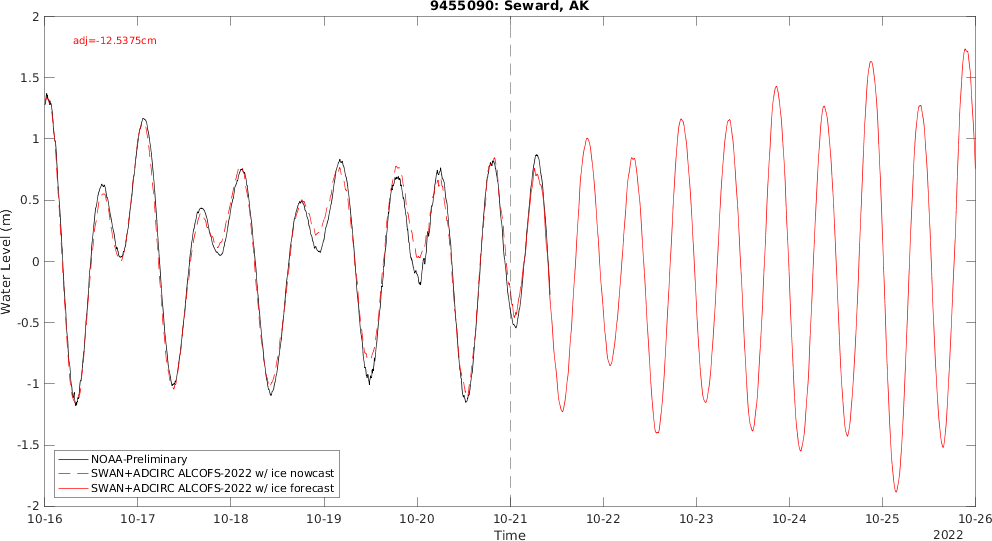 9455090: Seward, AK
adj=-12.5375cm
2
1.5
1
0.5
0
-0.5
-1
-1.5
-2
Water Level (m)
NOAA-Preliminary
SWAN+ADCIRC ALCOFS-2022 w/ ice nowcast
SWAN+ADCIRC ALCOFS-2022 w/ ice forecast
10-16 10-17 10-18 10-19 10-20 10-21 10-22 10-23 10-24 10-25 10-26
Time
2022